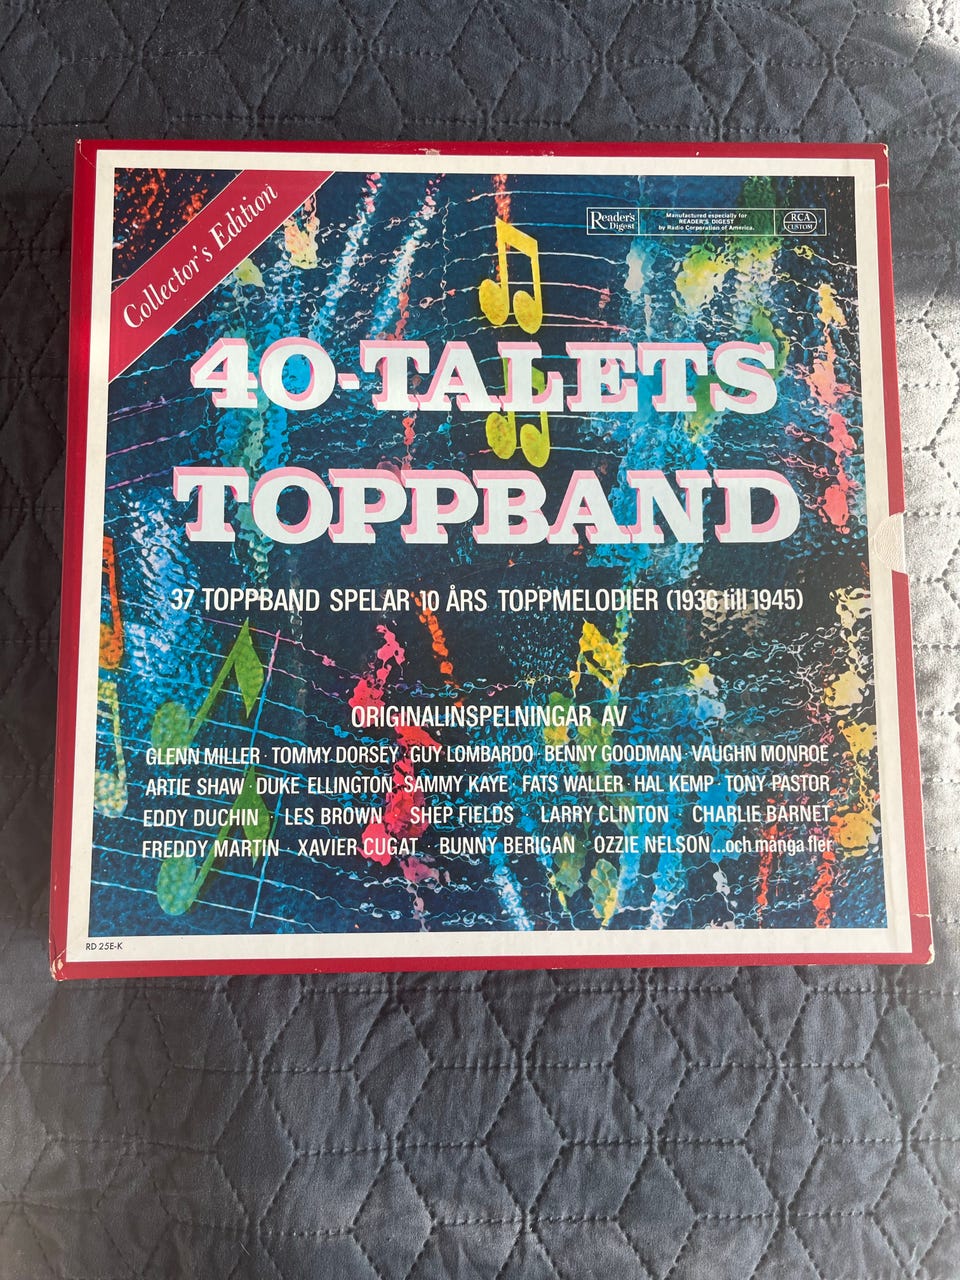 Collector's Edition
Reader's
Digest
Manufactured especially for
READER'S DIGEST
by Radio Corporation of America.
RCA
CUSTOM
40-TALETS
TOPPBAND
37 TOPPBAND SPELAR 10 ÅRS TOPPMELODIER (1936 till 1945)
ORIGINALINSPELNINGAR AV
GLENN MILLER · TOMMY DORSEY · GUY LOMBARDO · BENNY GOODMAN · VAUGHN MONROE
ARTIE SHAW · DUKE ELLINGTON · SAMMY KAYE · FATS WALLER · HAL KEMP · TONY PASTOR
EDDY DUCHIN · LES BROWN · SHEP FIELDS · LARRY CLINTON · CHARLIE BARNET
FREDDY MARTIN · XAVIER CUGAT · BUNNY BERIGAN · OZZIE NELSON...och många fler
RD 25E-K